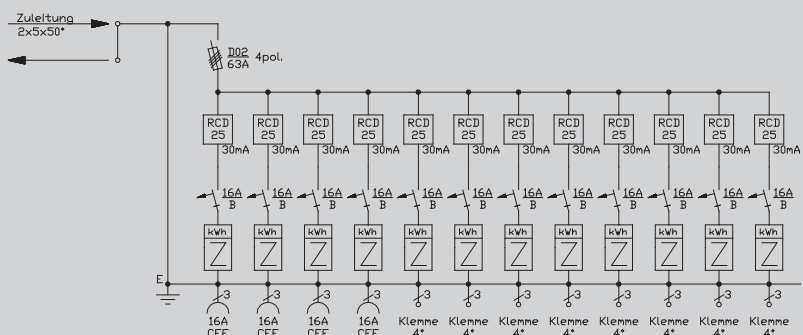 Zuleitung
2x5x50°
D02
63A
4pol.
RCD RCD RCD RCD RCD RCD RCD RCD RCD RCD RCD RCD
25 25 25 25 25 25 25 25 25 25 25 25
30mA 30mA 30mA 30mA 30mA 30mA 30mA 30mA 30mA 30mA 30mA 30mA
16A 16A 16A 16A 16A 16A 16A 16A 16A 16A 16A 16A
B B B B B B B B B B B B
kWh kWh kWh kWh kWh kWh kWh kWh kWh kWh kWh kWh
Z Z Z Z Z Z Z Z Z Z Z Z
E
3 3 3 3 3 3 3 3 3 3 3 3
16A 16A 16A 16A Klemme Klemme Klemme Klemme Klemme Klemme Klemme Klemme
CEE CEE CEE CEE 4° 4° 4° 4° 4° 4° 4° 4°